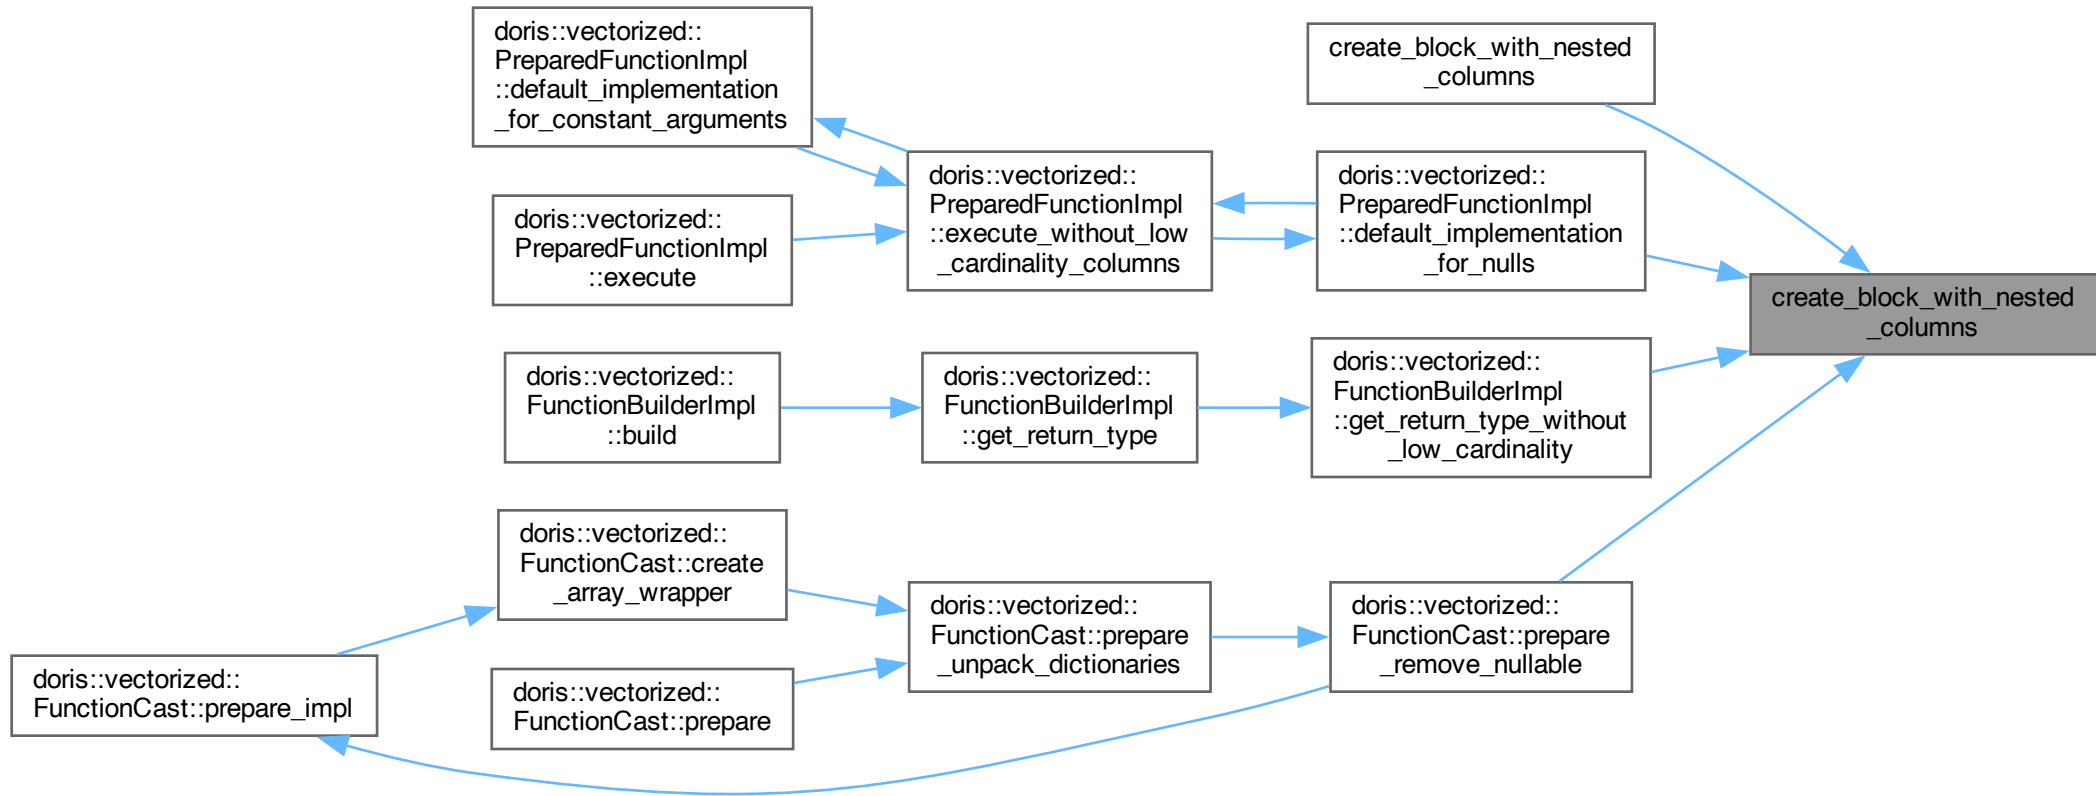 doris::vectorized::
PreparedFunctionImpl
::default_implementation
_for_constant_arguments
create_block_with_nested
_columns
doris::vectorized::
PreparedFunctionImpl
::execute_without_low
_cardinality_columns
doris::vectorized::
PreparedFunctionImpl
::default_implementation
_for_nulls
doris::vectorized::
PreparedFunctionImpl
::execute
create_block_with_nested
_columns
doris::vectorized::
FunctionBuilderImpl
::build
doris::vectorized::
FunctionBuilderImpl
::get_return_type
doris::vectorized::
FunctionBuilderImpl
::get_return_type_without
_low_cardinality
doris::vectorized::
FunctionCast::create
_array_wrapper
doris::vectorized::
FunctionCast::prepare
_unpack_dictionaries
doris::vectorized::
FunctionCast::prepare
_remove_nullable
doris::vectorized::
FunctionCast::prepare_impl
doris::vectorized::
FunctionCast::prepare